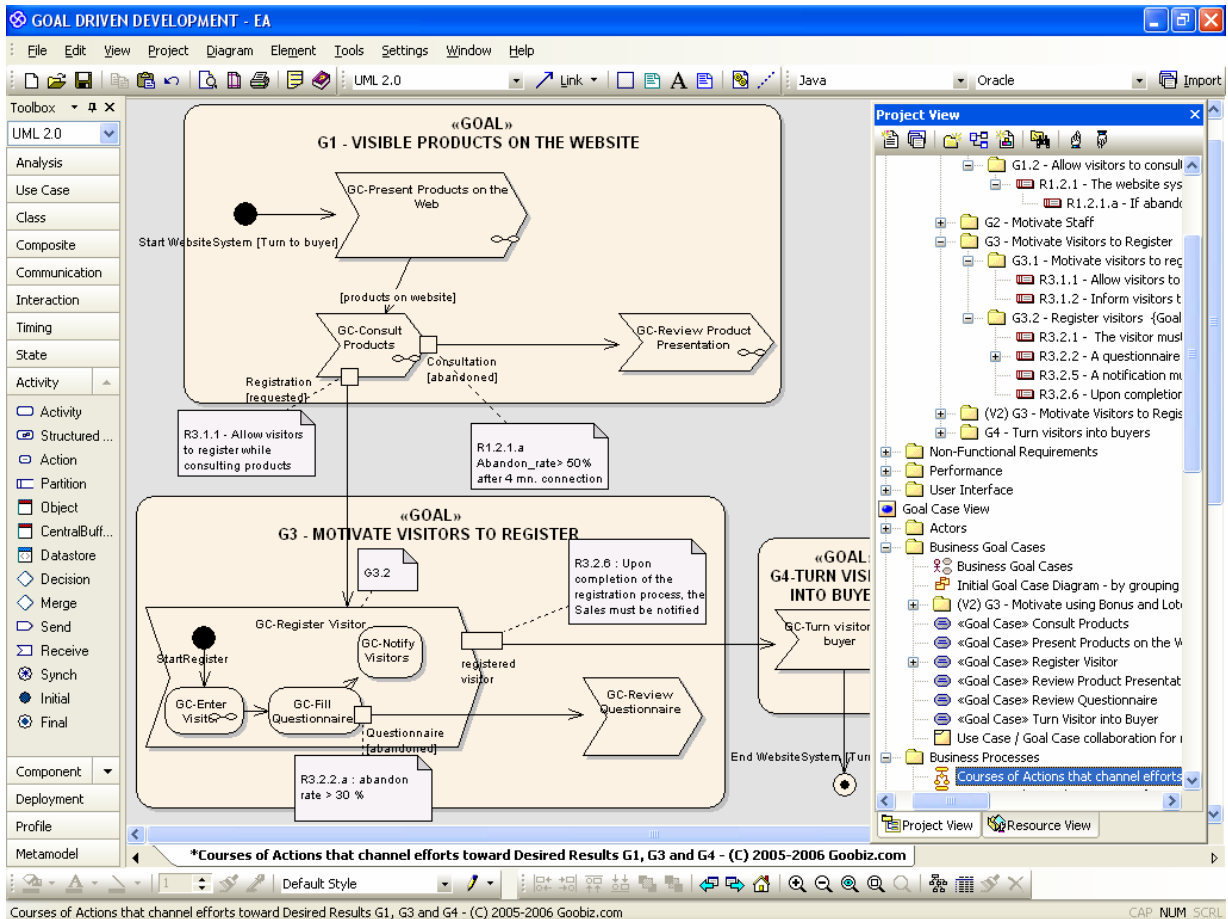 GOAL DRIVEN DEVELOPMENT - EA
File Edit View Project Diagram Element Tools Settings Window Help
UML 2.0 Link A Java Oracle Import
Toolbox
UML 2.0
Analysis
Use Case
Class
Composite
Communication
Interaction
Timing
State
Activity
Activity
Structured ...
Action
Partition
Object
CentralBuff...
Datastore
Decision
Merge
Send
Receive
Synch
Initial
Final
Component
Deployment
Profile
Metamodel
«GOAL»
G1 - VISIBLE PRODUCTS ON THE WEBSITE
GC-Present Products on the
Web
Start WebsiteSystem [Turn to buyer]
[products on website]
GC-Consult
Products
GC-Review Product
Presentation
Consultation
[abandoned]
Registration
[requested]
R3.1.1 - Allow visitors
to register while
consulting products
R1.2.1.a
Abandon_rate> 50%
after 4 mn. connection
«GOAL»
G3 - MOTIVATE VISITORS TO REGISTER
G3.2
R3.2.6 : Upon
completion of the
registration process, the
Sales must be notified
GC-Register Visitor
StartRegister
GC-Notify
Visitors
GC-Enter
GC-Fill
Questionnaire
registered
visitor
Questionnaire
[abandoned]
GC-Review
Questionnaire
R3.2.2.a : abandon
rate > 30 %
«GOAL
G4-TURN VISI
INTO BUYE
GC-Turn visitor
buyer
End WebsiteSystem [Turn
Project View
G1.2 - Allow visitors to consul
R1.2.1 - The website sys
R1.2.1.a - If aband
G2 - Motivate Staff
G3 - Motivate Visitors to Register
G3.1 - Motivate visitors to reg
R3.1.1 - Allow visitors to
R3.1.2 - Inform visitors t
G3.2 - Register visitors {Goal
R3.2.1 - The visitor must
R3.2.2 - A questionnaire
R3.2.5 - A notification mu
R3.2.6 - Upon completion
(V2) G3 - Motivate Visitors to Regis
G4 - Turn visitors into buyers
Non-Functional Requirements
Performance
User Interface
Goal Case View
Actors
Business Goal Cases
Business Goal Cases
Initial Goal Case Diagram - by grouping
(V2) G3 - Motivate using Bonus and Lot
«Goal Case» Consult Products
«Goal Case» Present Products on the W
«Goal Case» Register Visitor
«Goal Case» Review Product Presentat
«Goal Case» Review Questionnaire
«Goal Case» Turn Visitor into Buyer
Use Case / Goal Case collaboration for
Business Processes
Courses of Actions that channel efforts
Project View Resource View
*Courses of Actions that channel efforts toward Desired Results G1, G3 and G4 - (C) 2005-2006 Goobiz.com
A 1 Default Style
Courses of Actions that channel efforts toward Desired Results G1, G3 and G4 - (C) 2005-2006 Goobiz.com CAP NUM SCRL